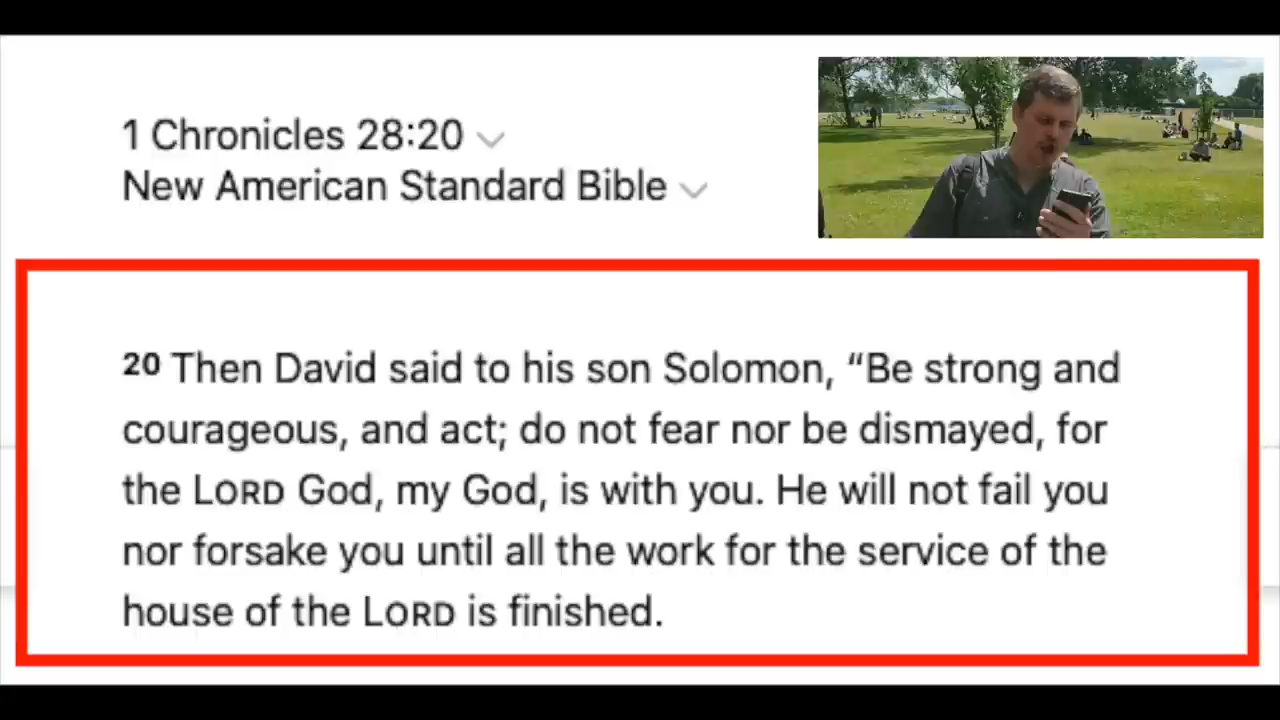 1 Chronicles 28:20
New American Standard Bible
20 Then David said to his son Solomon, “Be strong and
courageous, and act; do not fear nor be dismayed, for
the LORD God, my God, is with you. He will not fail you
nor forsake you until all the work for the service of the
house of the LORD is finished.